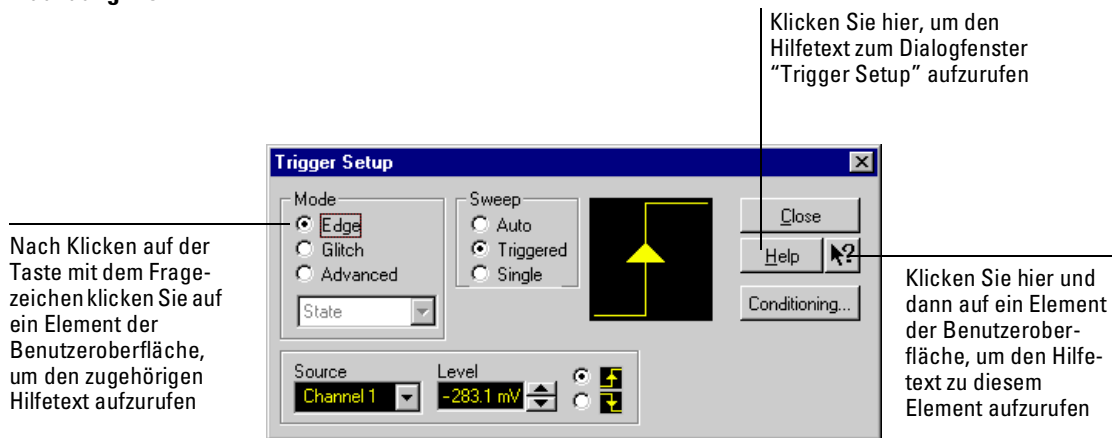 Klicken Sie hier, um den
Hilfetext zum Dialogfenster
“Trigger Setup” aufzurufen
Trigger Setup
Mode
Edge
Glitch
Advanced
State
Sweep
Auto
Triggered
Single
Close
Help
?
Conditioning...
Source
Channel 1
Level
-283.1 mV
Nach Klicken auf der
Taste mit dem Frage-
zeichen klicken Sie auf
ein Element der
Benutzeroberfläche,
um den zugehörigen
Hilfetext aufzurufen
Klicken Sie hier und
dann auf ein Element
der Benutzerober-
fläche, um den Hilfe-
text zu diesem
Element aufzurufen